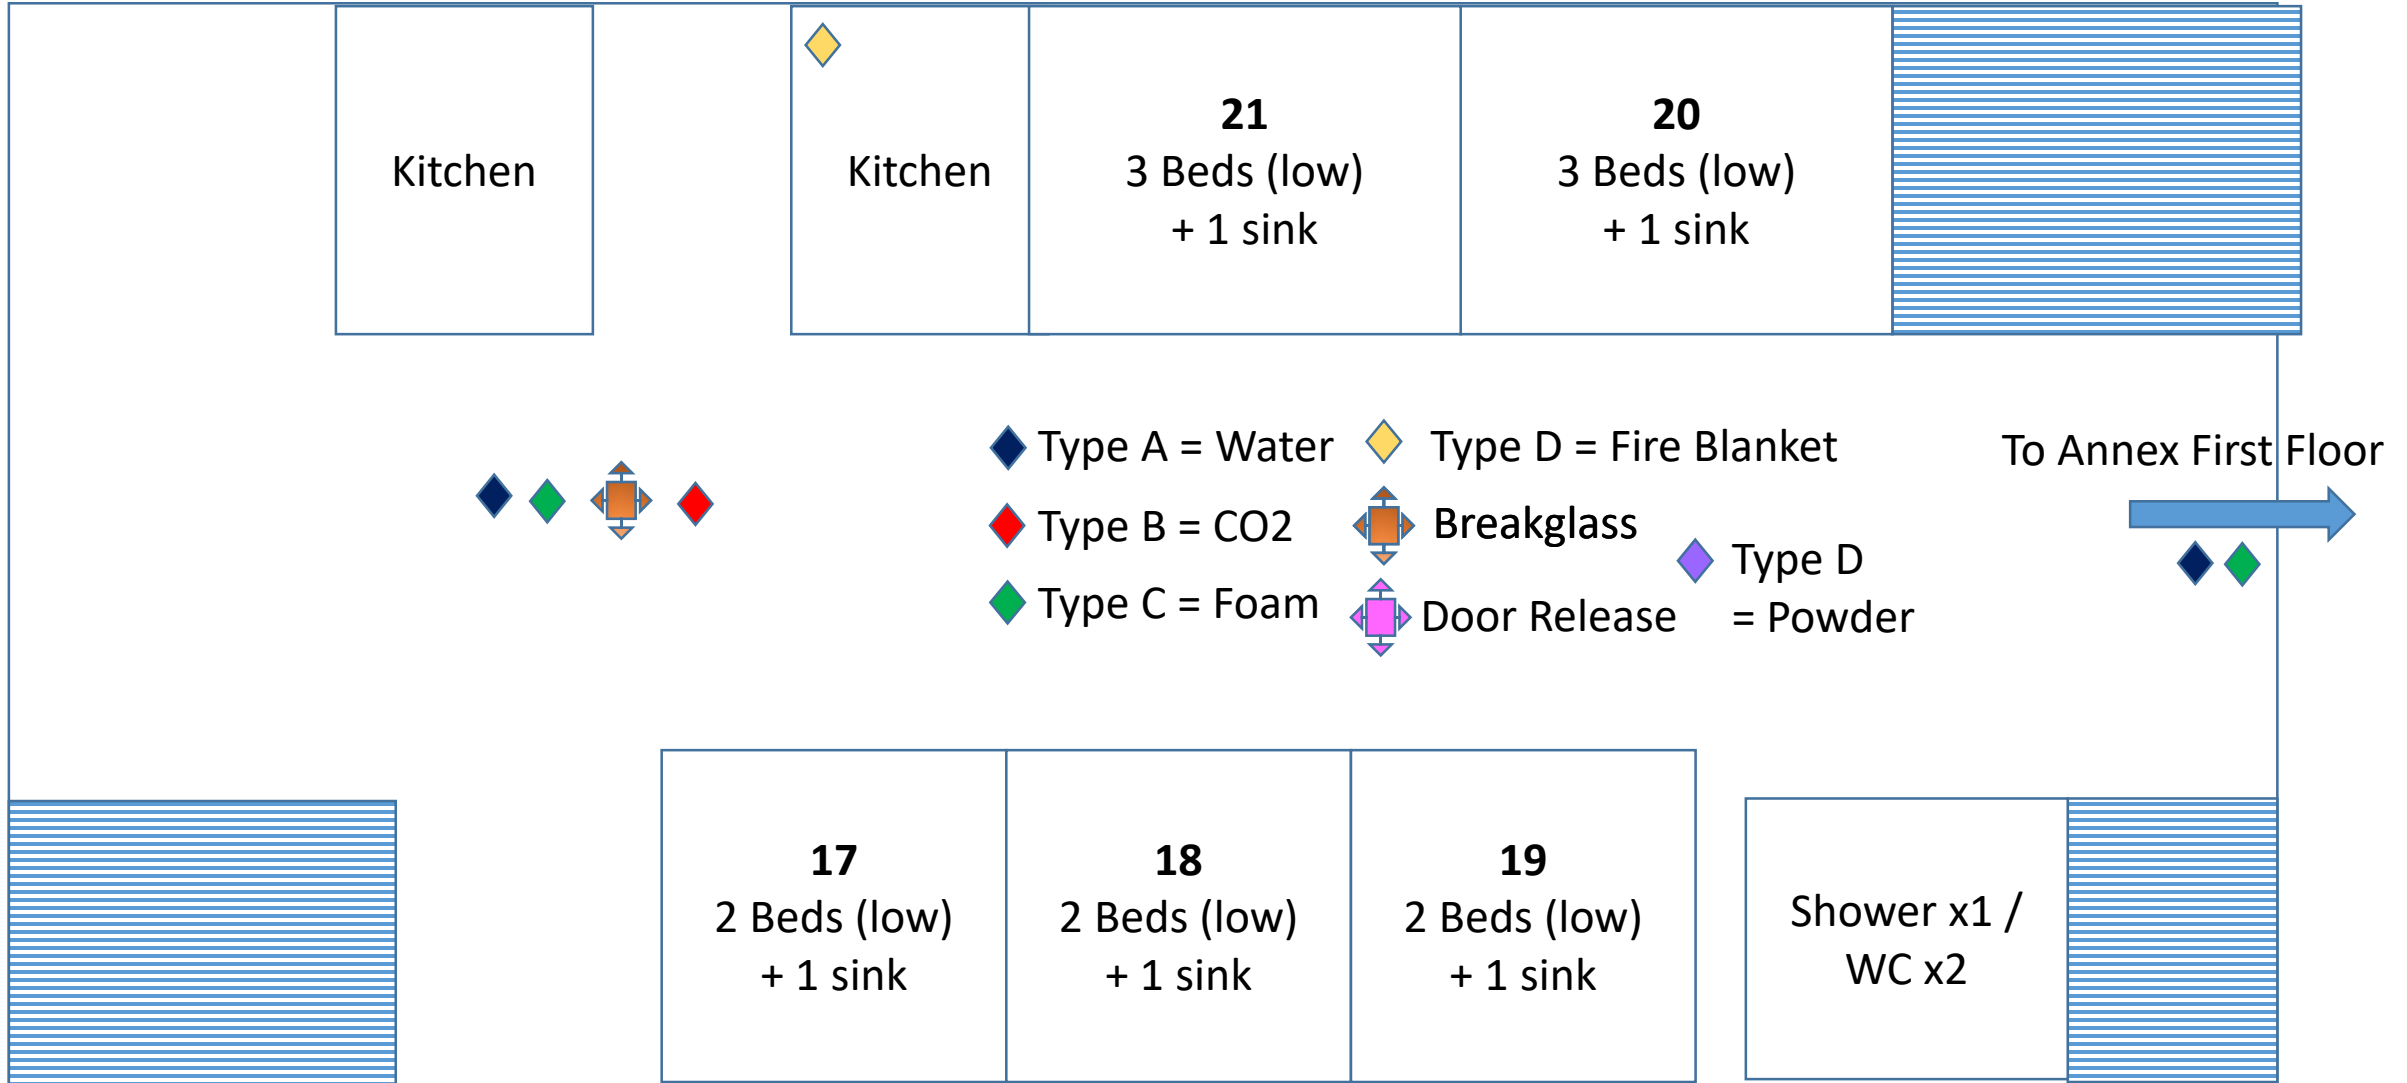 Kitchen
Kitchen
21
3 Beds (low)
+ 1 sink
20
3 Beds (low)
+ 1 sink
Type A = Water
Type D = Fire Blanket
To Annex First Floor
Type B = CO2
Breakglass
Type D
= Powder
Type C = Foam
Door Release
17
2 Beds (low)
+ 1 sink
18
2 Beds (low)
+ 1 sink
19
2 Beds (low)
+ 1 sink
Shower x1 /
WC x2